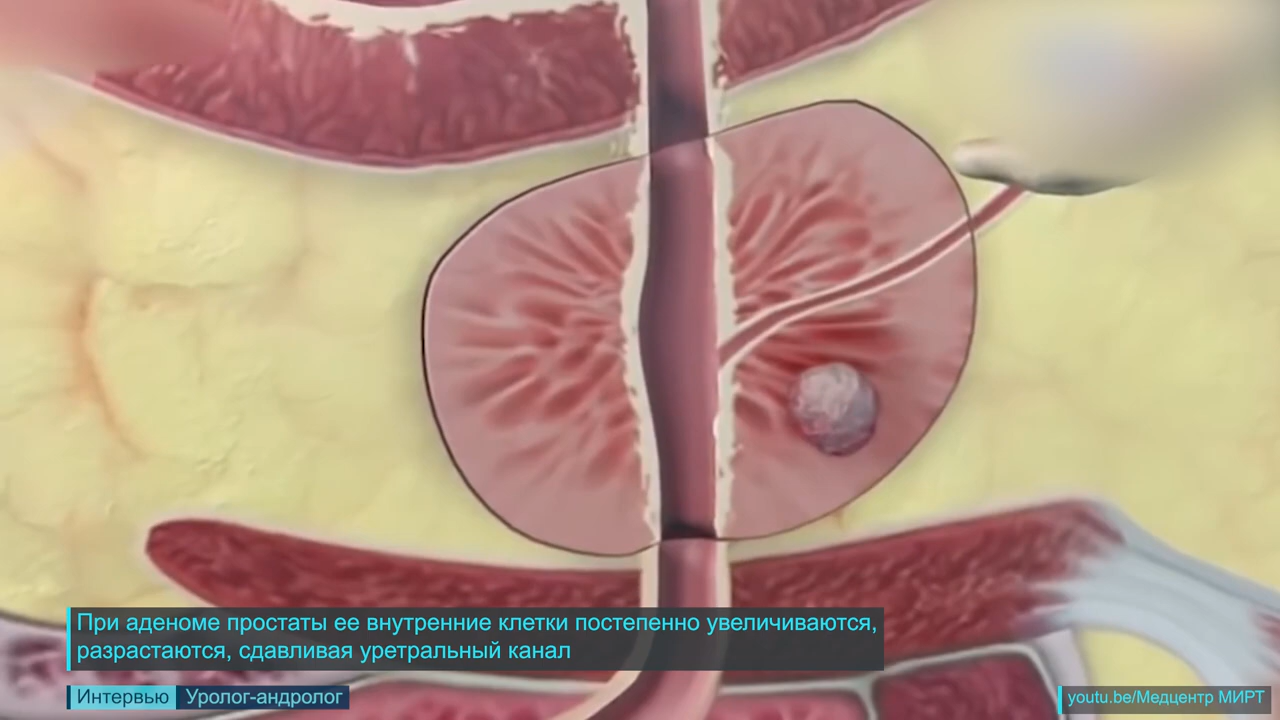 При аденоме простаты ее внутренние клетки постепенно увеличиваются,
разрастаются, сдавливая уретральный канал
Интервью Уролог-андролог
youtu.be/Медцентр МИРТ